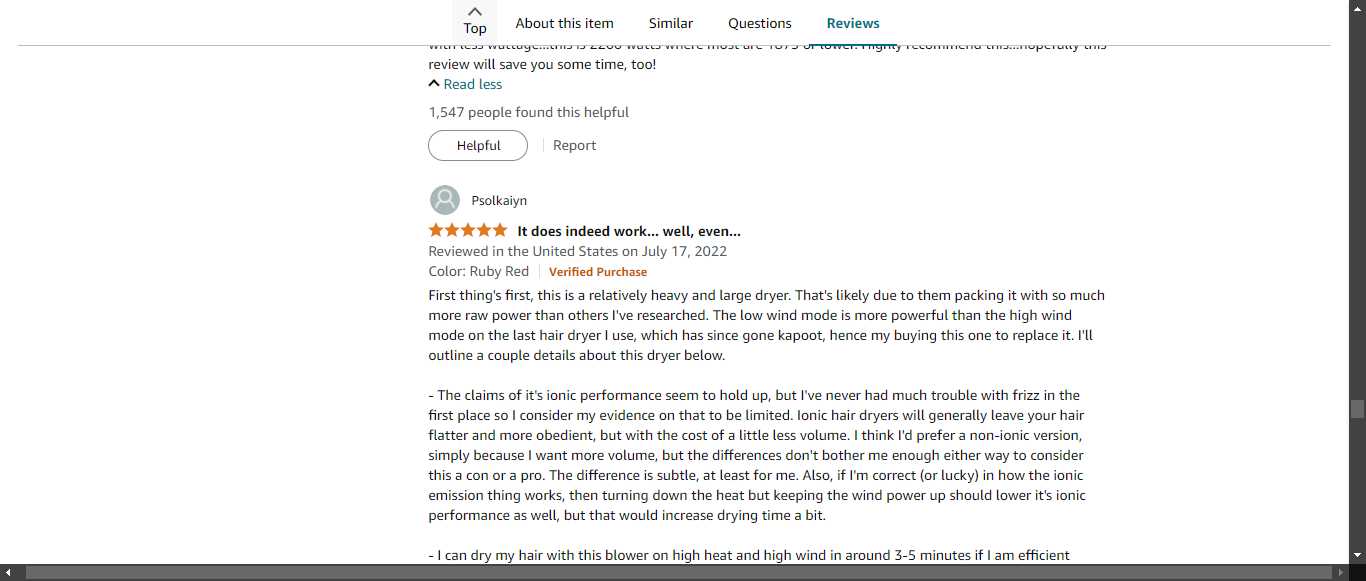 Top
About this item
Similar
Questions
Reviews
with less wattage...this is 2200 watts where most are 1875 or lower. Highly recommend this...hopefully this
review will save you some time, too!
Read less
1,547 people found this helpful
Helpful
Report
Psolkaiyn
It does indeed work... well, even...
Reviewed in the United States on July 17, 2022
Color: Ruby Red
Verified Purchase
First thing's first, this is a relatively heavy and large dryer. That's likely due to them packing it with so much
more raw power than others I've researched. The low wind mode is more powerful than the high wind
mode on the last hair dryer I use, which has since gone kapoot, hence my buying this one to replace it. I'll
outline a couple details about this dryer below.
- The claims of it's ionic performance seem to hold up, but I've never had much trouble with frizz in the
first place so I consider my evidence on that to be limited. Ionic hair dryers will generally leave your hair
flatter and more obedient, but with the cost of a little less volume. I think I'd prefer a non-ionic version,
simply because I want more volume, but the differences don't bother me enough either way to consider
this a con or a pro. The difference is subtle, at least for me. Also, if I'm correct (or lucky) in how the ionic
emission thing works, then turning down the heat but keeping the wind power up should lower it's ionic
performance as well, but that would increase drying time a bit.
- I can dry my hair with this blower on high heat and high wind in around 3-5 minutes if I am efficient